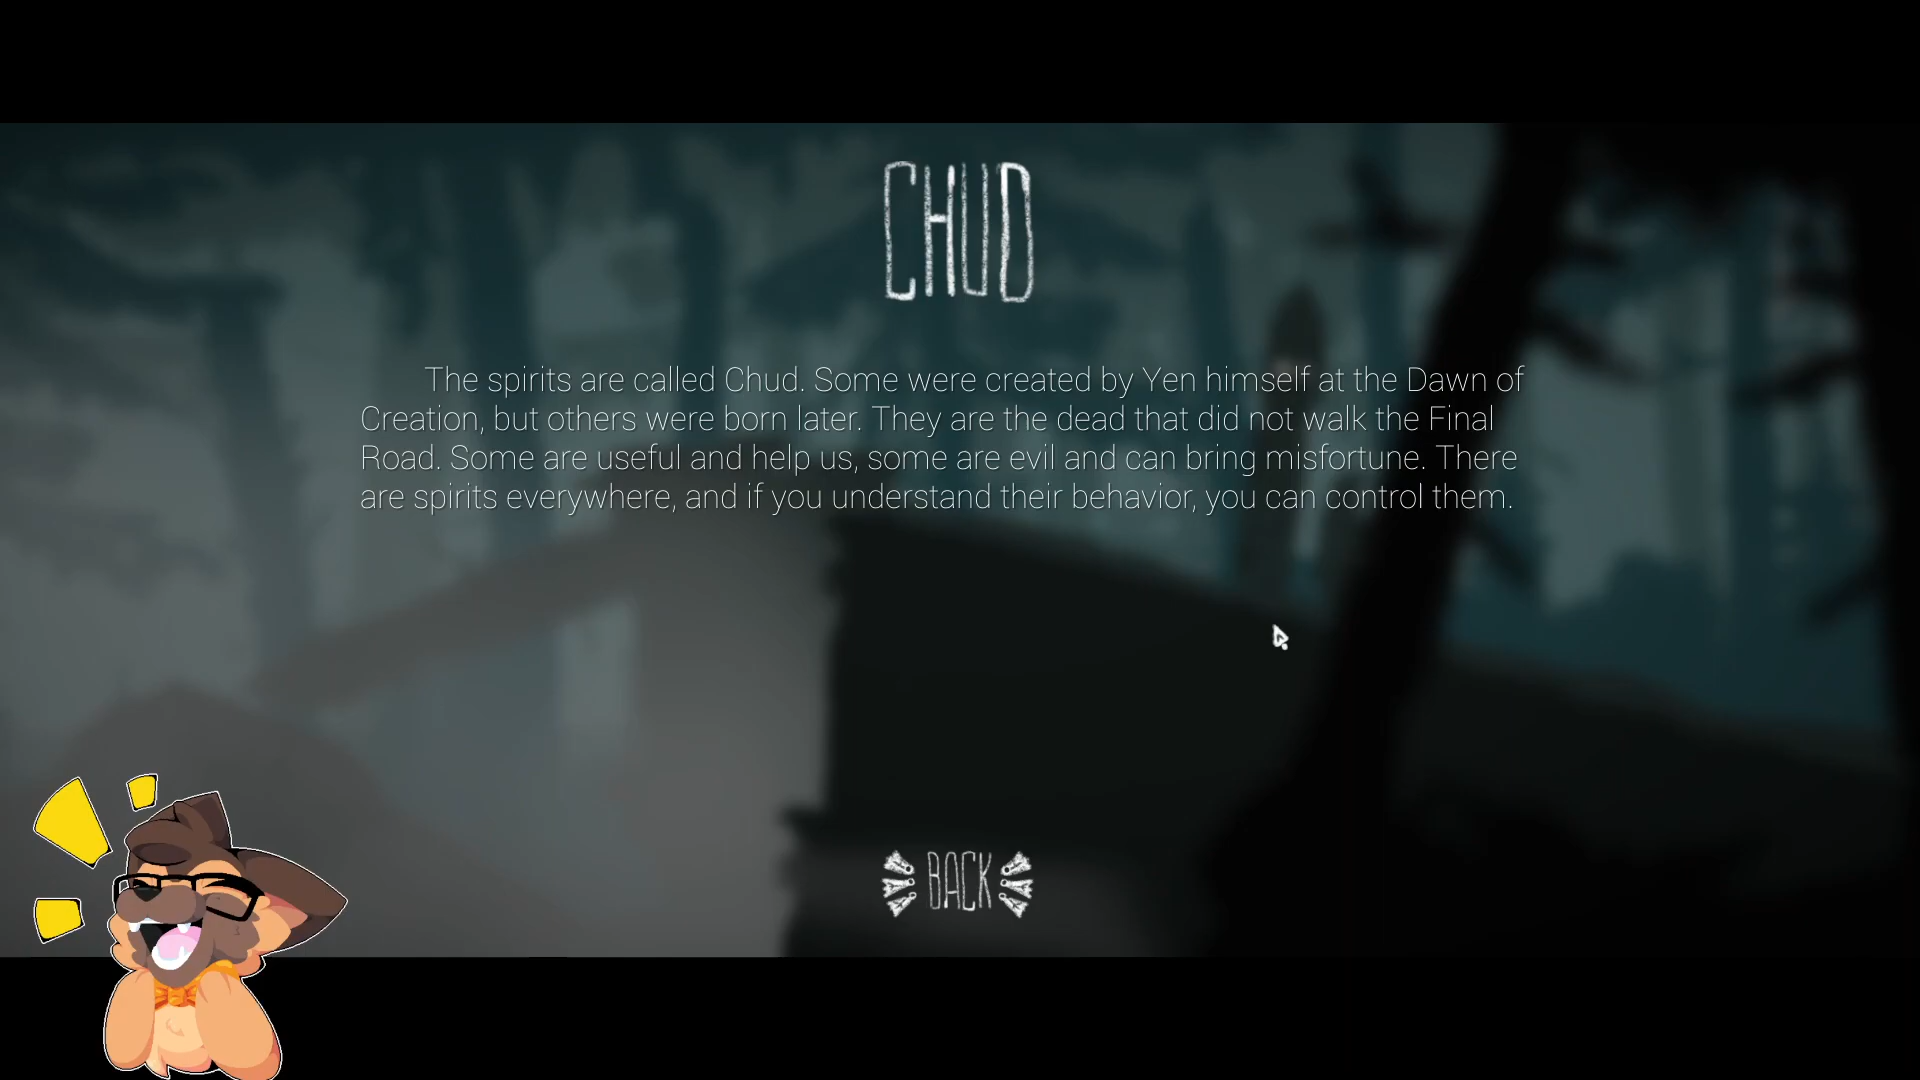 CHUD
The spirits are called Chud. Some were created by Yen himself at the Dawn of
Creation, but others were born later. They are the dead that did not walk the Final
Road. Some are useful and help us, some are evil and can bring misfortune. There
are spirits everywhere, and if you understand their behavior, you can control them.
BACK